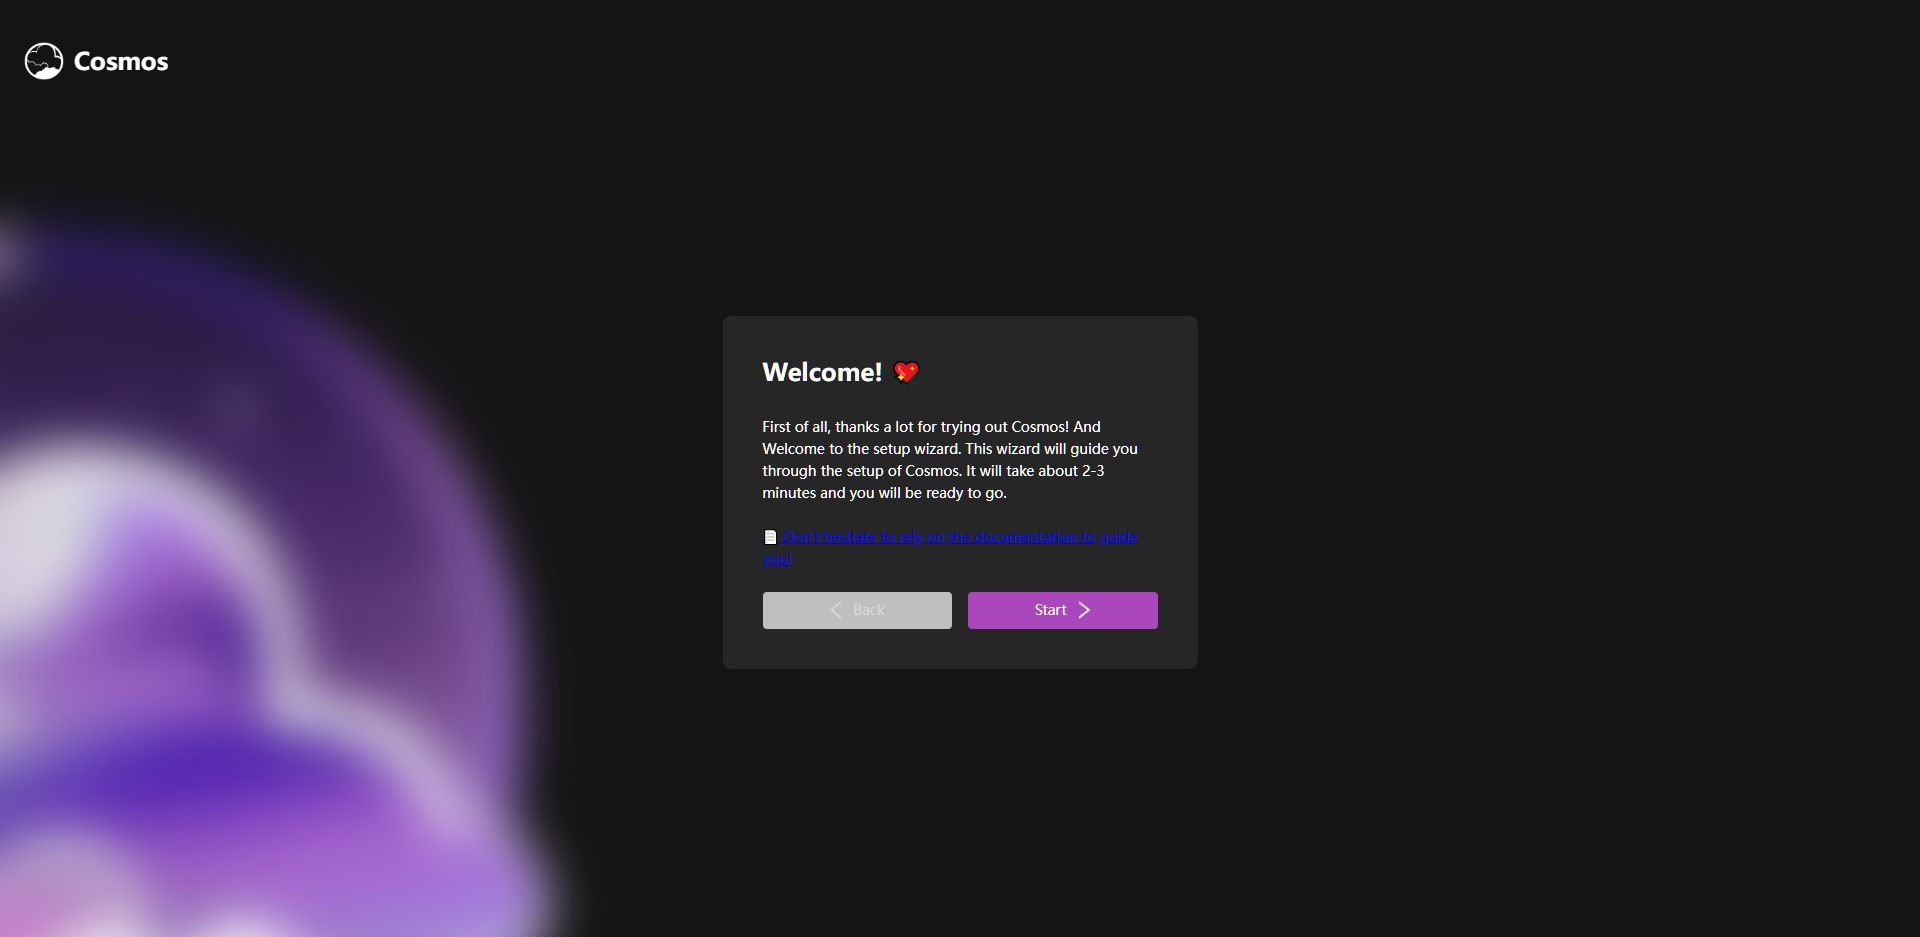 Cosmos
Welcome! 💖
First of all, thanks a lot for trying out Cosmos! And
Welcome to the setup wizard. This wizard will guide you
through the setup of Cosmos. It will take about 2-3
minutes and you will be ready to go.
Don't hesitate to rely on the documentation to guide
you!
Back
Start